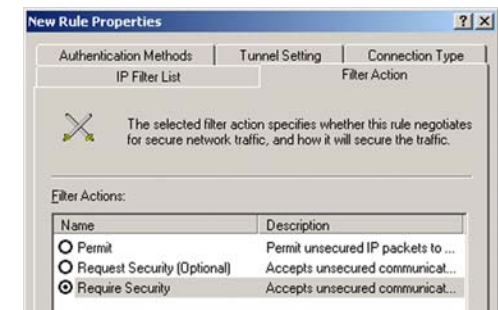 New Rule Properties
Authentication Methods Tunnel Setting Connection Type
IP Filter List Filter Action
The selected filter action specifies whether this rule negotiates
for secure network traffic, and how it will secure the traffic.
Filter Actions:
Name Description
Permit Permit unsecured IP packets to ...
Request Security (Optional) Accepts unsecured communicat...
Require Security Accepts unsecured communicat...